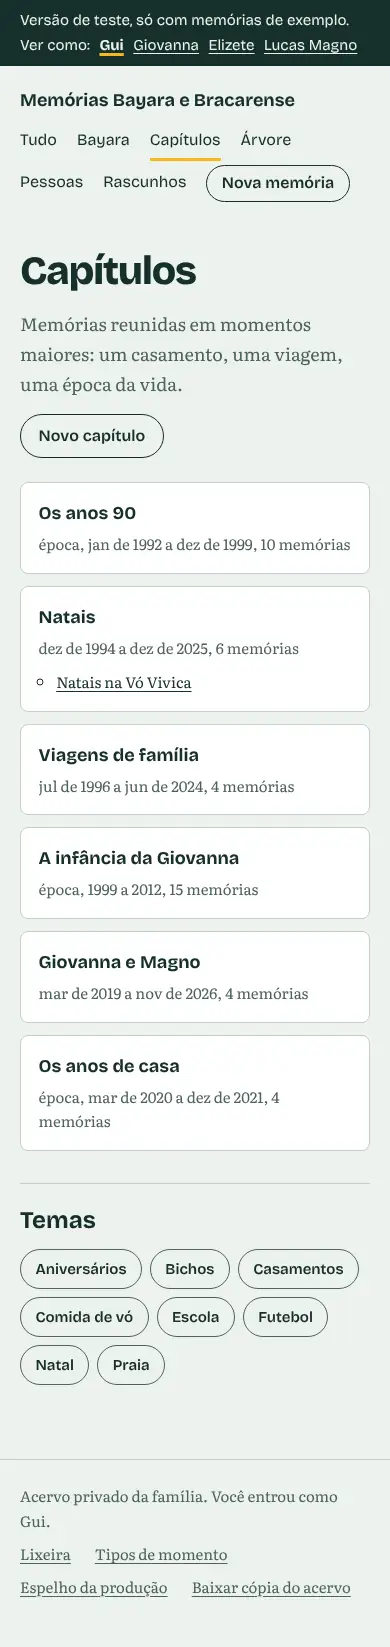 Versão de teste, só com memórias de exemplo.
Ver como: Gui Giovanna Elizete Lucas Magno
Memórias Bayara e Bracarense
Tudo Bayara Capítulos Árvore
Pessoas Rascunhos Nova memória
Capítulos
Memórias reunidas em momentos
maiores: um casamento, uma viagem,
uma época da vida.
Novo capítulo
Os anos 90
época, jan de 1992 a dez de 1999, 10 memórias
Natais
dez de 1994 a dez de 2025, 6 memórias
Natais na Vó Vivica
Viagens de família
jul de 1996 a jun de 2024, 4 memórias
A infância da Giovanna
época, 1999 a 2012, 15 memórias
Giovanna e Magno
mar de 2019 a nov de 2026, 4 memórias
Os anos de casa
época, mar de 2020 a dez de 2021, 4
memórias
Temas
Aniversários Bichos Casamentos
Comida de vó Escola Futebol
Natal Praia
Acervo privado da família. Você entrou como
Gui.
Lixeira Tipos de momento
Espelho da produção Baixar cópia do acervo